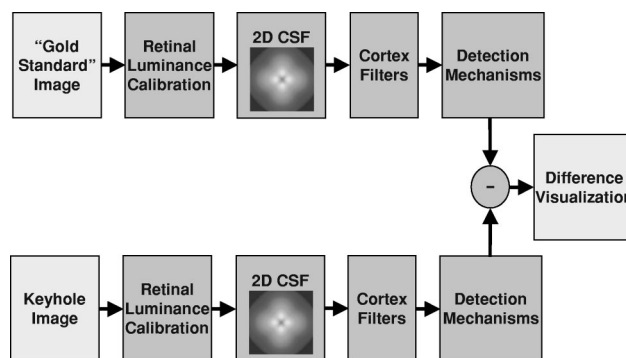 “Gold
Standard”
Image
Retinal
Luminance
Calibration
2D CSF
Cortex
Filters
Detection
Mechanisms
-
Difference
Visualization
Keyhole
Image
Retinal
Luminance
Calibration
2D CSF
Cortex
Filters
Detection
Mechanisms